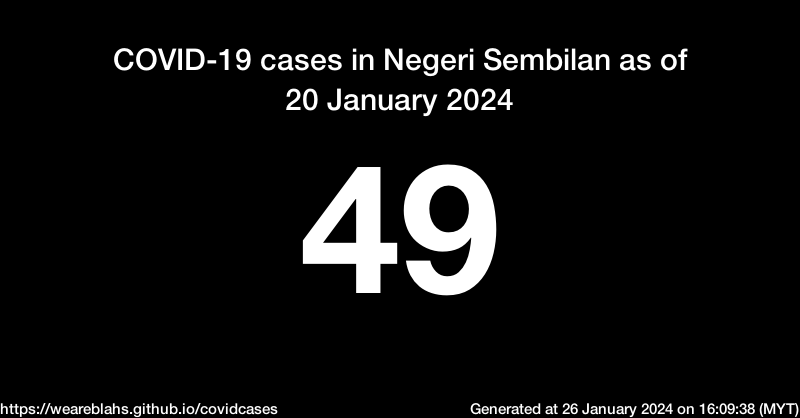 COVID-19 cases in Negeri Sembilan as of
20 January 2024
49
https://weareblahs.github.io/covidcases
Generated at 26 January 2024 on 16:09:38 (MYT)